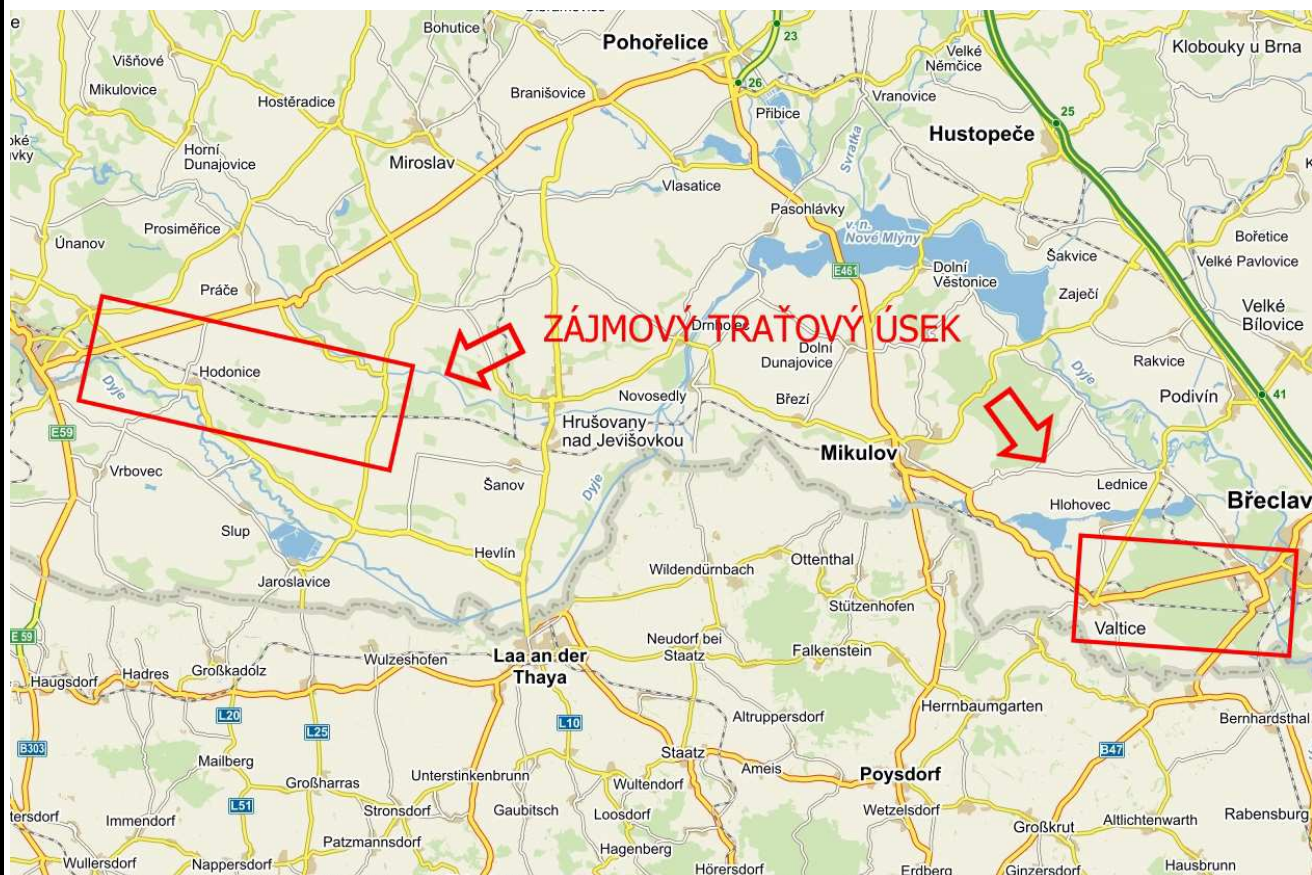 e
Bohutice
Pohořelice
23
Velké
Němčice
Klobouky u Brna
Višňové
Mikulovice
Hostěradice
Branišovice
26
Přibice
Vranovice
25
Horní
Dunajovice
Miroslav
Vlasatice
Svratka
Hustopeče
Prosiměřice
Únanov
Pasohlávky
v. n.
Nové Mlýny
Šakvice
Bořetice
Velké Pavlovice
E461
Dolní
Věstonice
Zaječí
Práče
Velké
Bílovice
ZÁJMOVÝ TRAŤOVÝ ÚSEK
Drnholec
Dolní
Dunajovice
Dyje
Rakvice
Hodonice
Dyje
Novosedly
Březí
Podivín
41
Hrušovany
nad Jevišovkou
E59
Mikulov
Vrbovec
Šanov
Dyje
Lednice
Hlohovec
Břeclav
Slup
Hevlín
Jaroslavice
Wildendürnbach
Ottenthal
Stützenhofen
Valtice
E 59
Neudorf bei
Staatz
Falkenstein
Laa an der
Thaya
Wulzeshofen
Haugsdorf
Hadres
Großkadolz
L20
L25
L10
Altruppersdorf
Herrnbaumgarten
Bernhardsthal
B303
B47
Mailberg
Staatz
Ameis
Poysdorf
Großharras
Unterstinkenbrunn
Wultendorf
L51
Stronsdorf
Gaubitsch
Loosdorf
Wetzelsdorf
Großkrut
Altlichtenwarth
Rabensburg
tersdorf
Immendorf
Patzmannsdorf
Hagenberg
Wullersdorf
Nappersdorf
Hörersdorf
Erdberg
Ginzersdorf
Hausbrunn